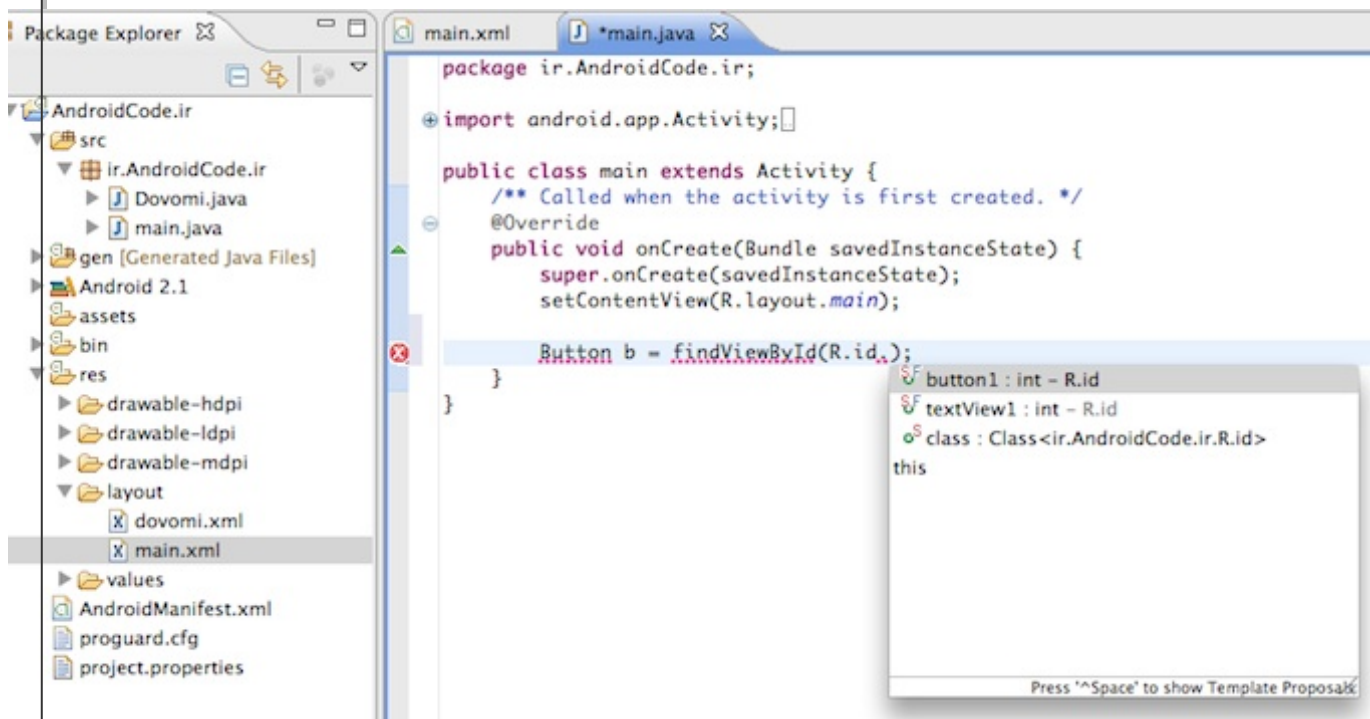 Package Explorer
AndroidCode.ir
src
ir.AndroidCode.ir
Dovomi.java
main.java
gen [Generated Java Files]
Android 2.1
assets
bin
res
drawable-hdpi
drawable-ldpi
drawable-mdpi
layout
dovomi.xml
main.xml
values
AndroidManifest.xml
proguard.cfg
project.properties
main.xml *main.java
package ir.AndroidCode.ir;
import android.app.Activity;
public class main extends Activity {
/** Called when the activity is first created. */
@Override
public void onCreate(Bundle savedInstanceState) {
super.onCreate(savedInstanceState);
setContentView(R.layout.main);
Button b = findViewById(R.id.);
}
}
button1 : int - R.id
textView1 : int - R.id
class : Class<ir.AndroidCode.ir.R.id>
this
Press '^Space' to show Template Proposals